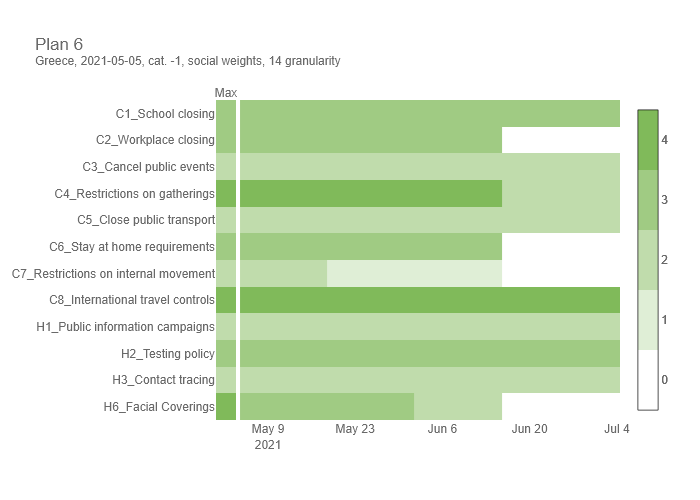 Plan 6
Greece, 2021-05-05, cat. -1, social weights, 14 granularity
Max
C1_School closing
C2_Workplace closing
C3_Cancel public events
C4_Restrictions on gatherings
C5_Close public transport
C6_Stay at home requirements
C7_Restrictions on internal movement
C8_International travel controls
H1_Public information campaigns
H2_Testing policy
H3_Contact tracing
H6_Facial Coverings
May 9 May 23 Jun 6 Jun 20 Jul 4
2021
4
3
2
1
0